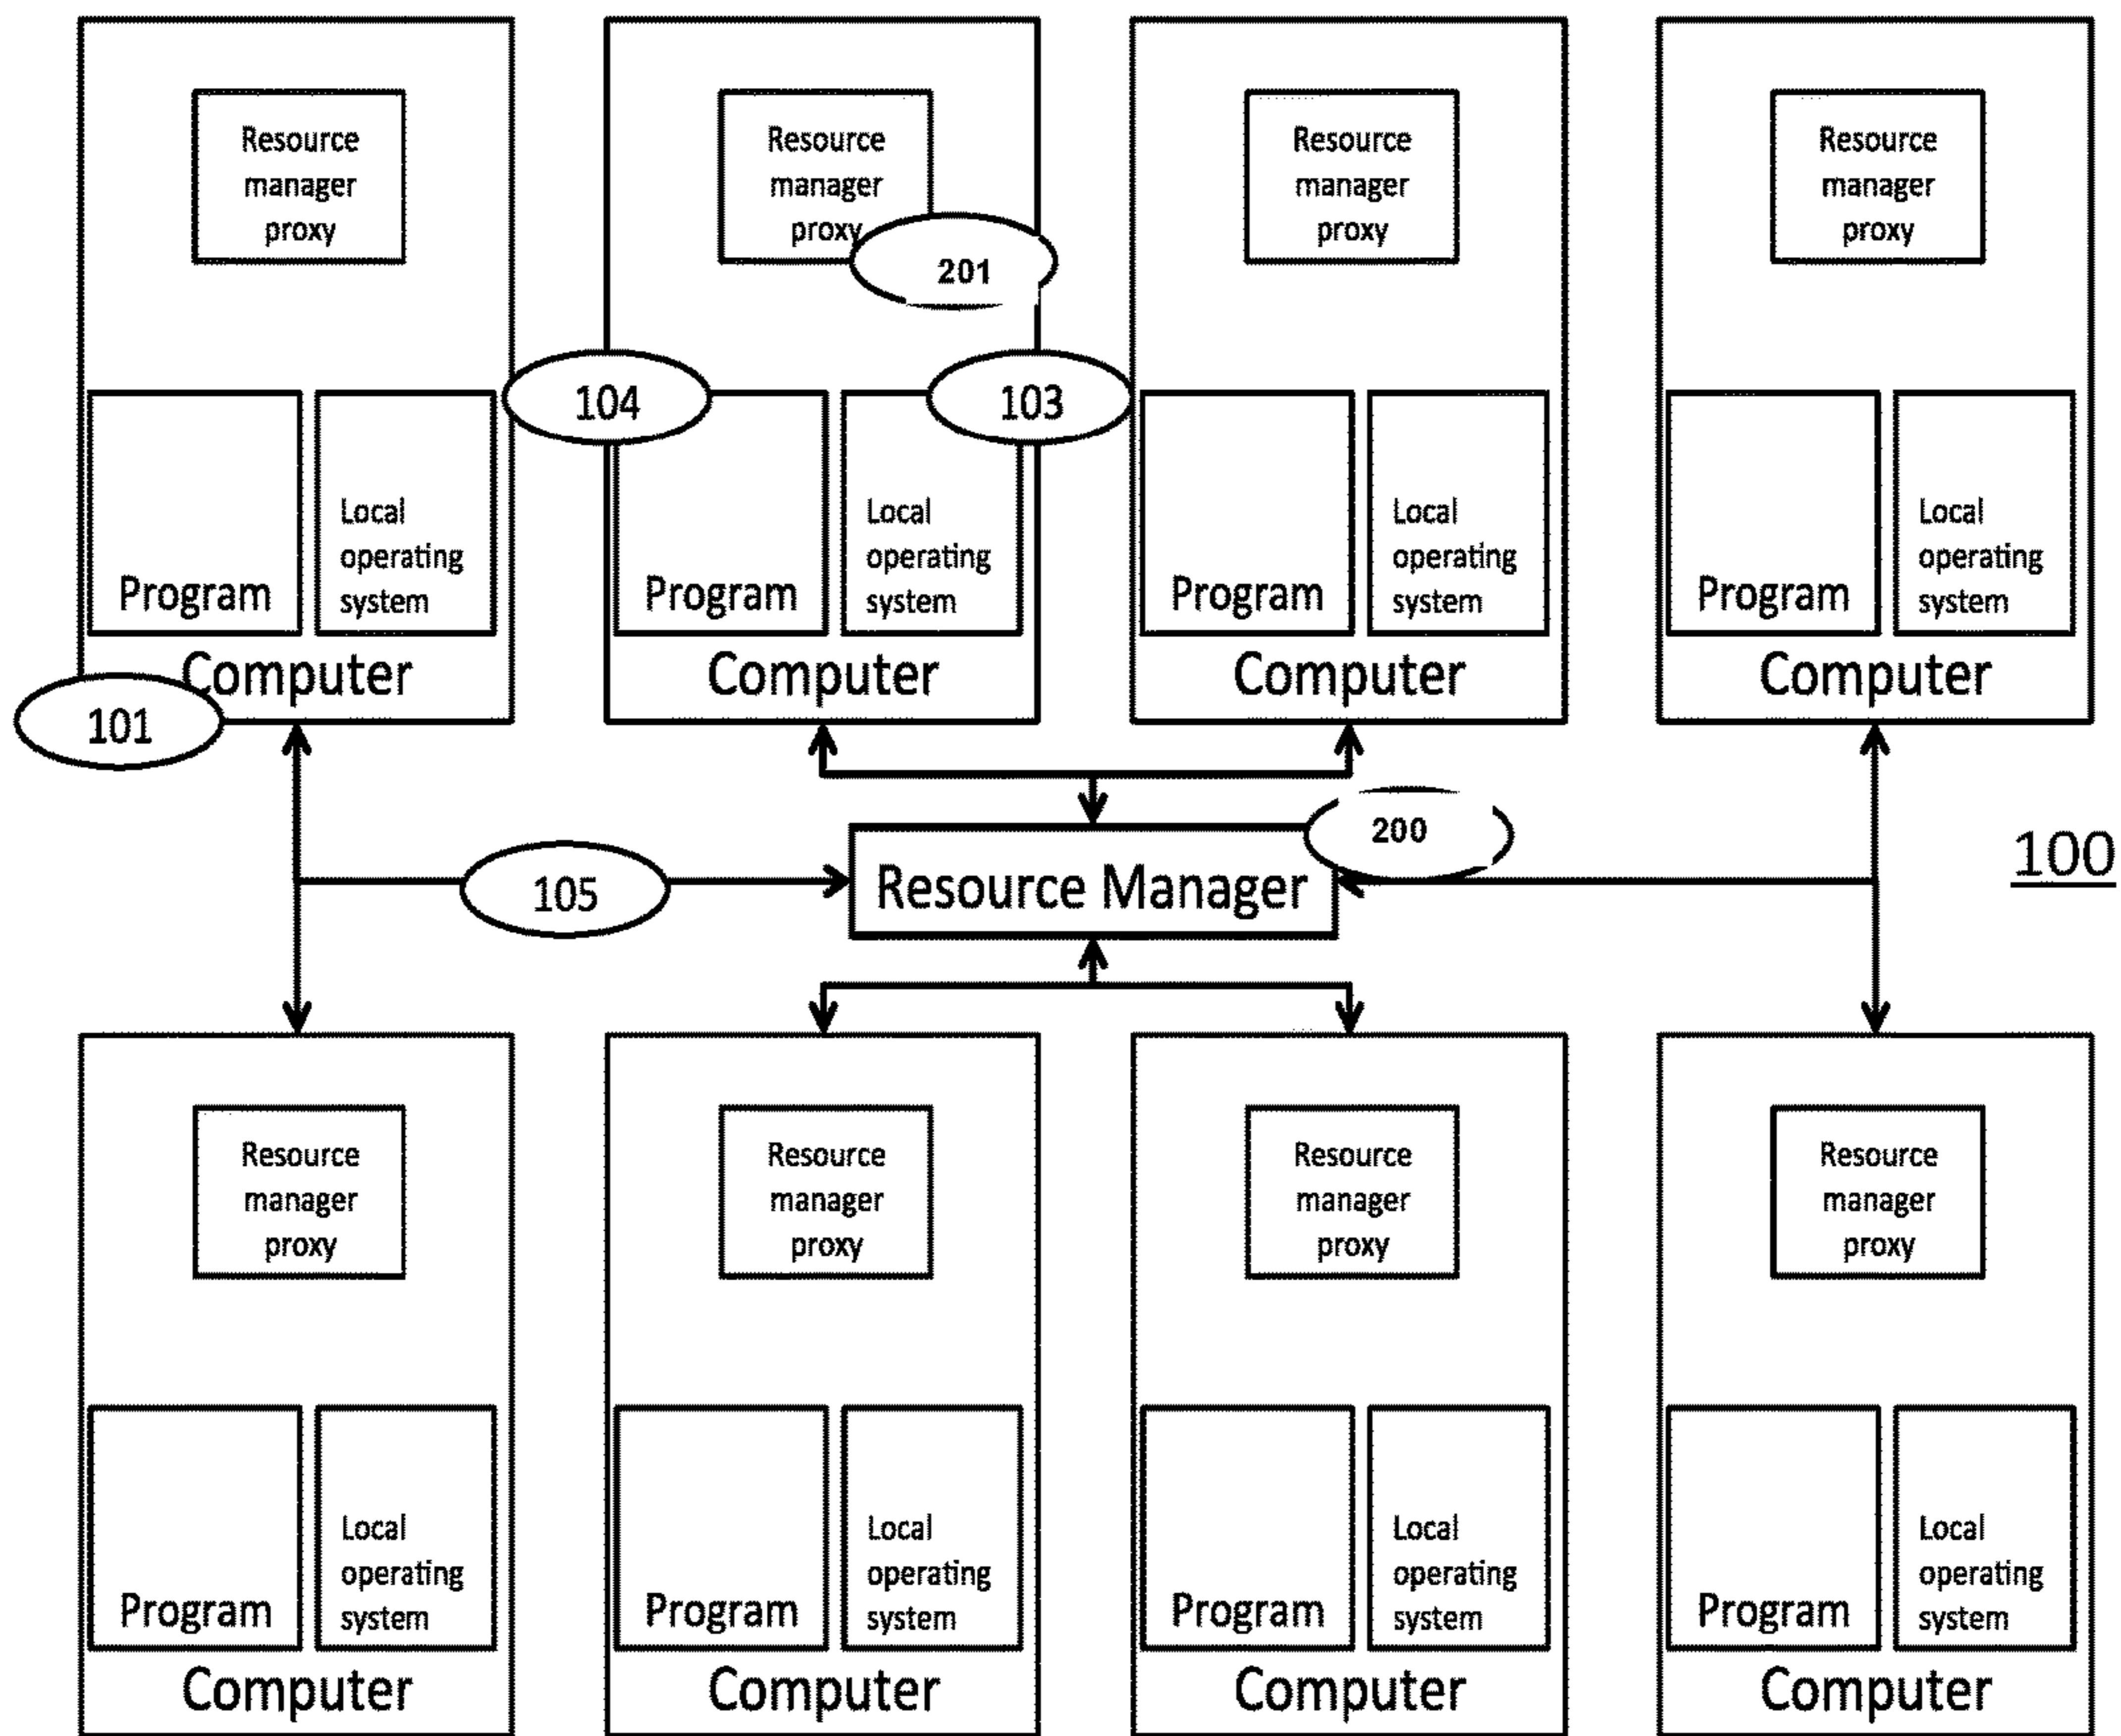 Resource
manager
proxy
Resource
manager
proxy
Resource
manager
proxy
Resource
manager
proxy
201
104
103
Program
Local
operating
system
Program
Local
operating
system
Program
Local
operating
system
Program
Local
operating
system
Computer
Computer
Computer
Computer
101
200
105
Resource Manager
100
Resource
manager
proxy
Resource
manager
proxy
Resource
manager
proxy
Resource
manager
proxy
Program
Local
operating
system
Program
Local
operating
system
Program
Local
operating
system
Program
Local
operating
system
Computer
Computer
Computer
Computer